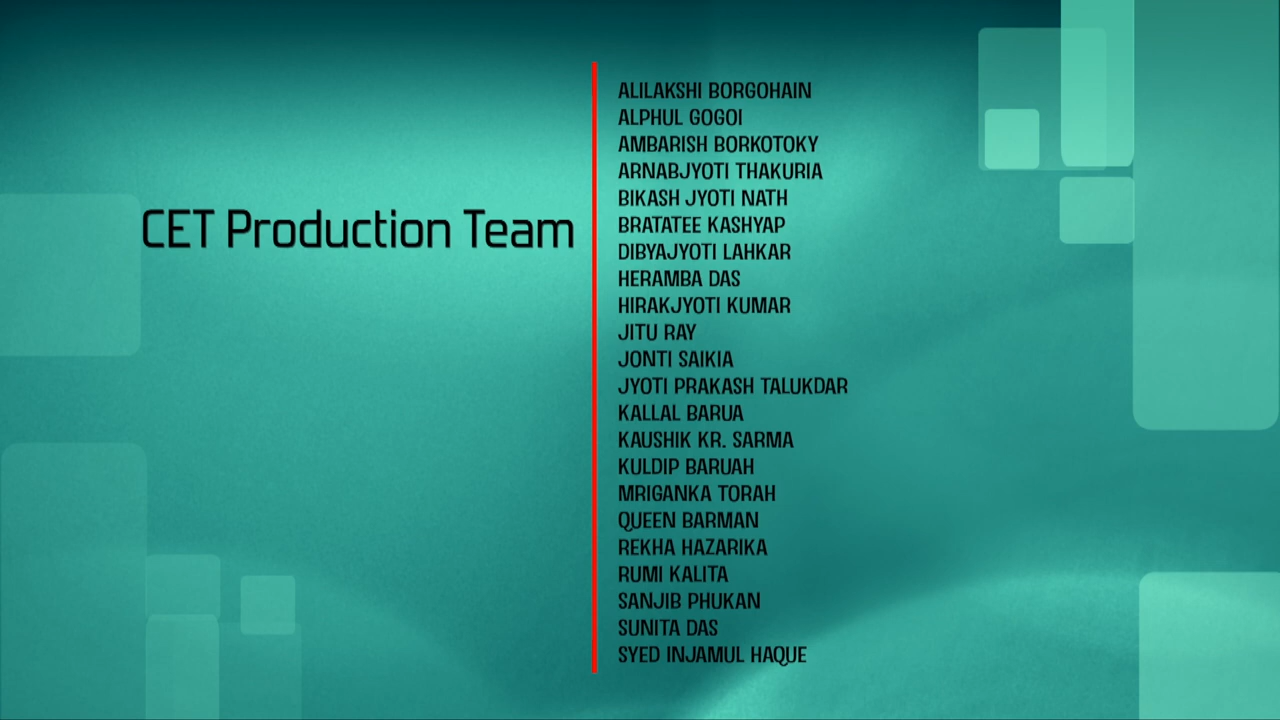 CET Production Team
ALILAKSHI BORGOHAIN
ALPHUL GOGOI
AMBARISH BORKOTOKY
ARNABJYOTI THAKURIA
BIKASH JYOTI NATH
BRATATEE KASHYAP
DIBYAJYOTI LAHKAR
HERAMBA DAS
HIRAKJYOTI KUMAR
JITU RAY
JONTI SAIKIA
JYOTI PRAKASH TALUKDAR
KALLAL BARUA
KAUSHIK KR. SARMA
KULDIP BARUAH
MRIGANKA TORAH
QUEEN BARMAN
REKHA HAZARIKA
RUMI KALITA
SANJIB PHUKAN
SUNITA DAS
SYED INJAMUL HAQUE